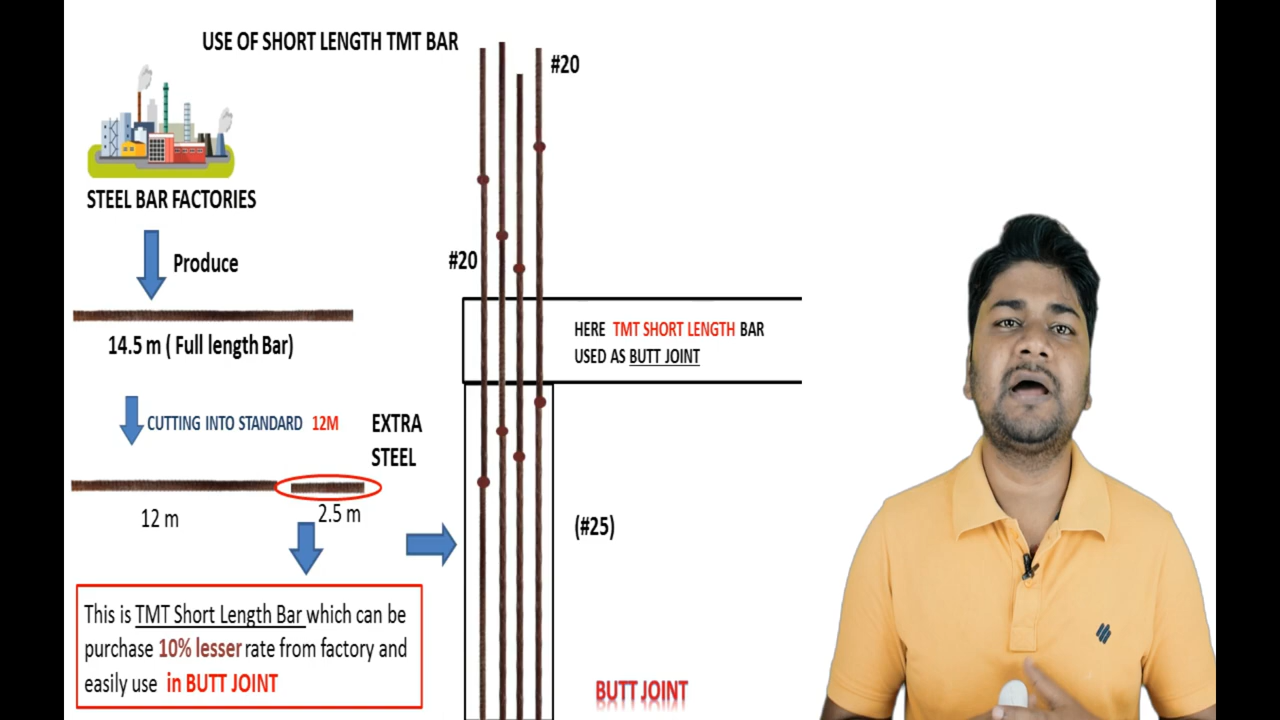 USE OF SHORT LENGTH TMT BAR
#20
STEEL BAR FACTORIES
Produce
#20
14.5 m ( Full length Bar)
HERE TMT SHORT LENGTH BAR
USED AS BUTT JOINT
CUTTING INTO STANDARD 12M
EXTRA
STEEL
12 m
2.5 m
(#25)
This is TMT Short Length Bar which can be
purchase 10% lesser rate from factory and
easily use in BUTT JOINT
BUTT JOINT